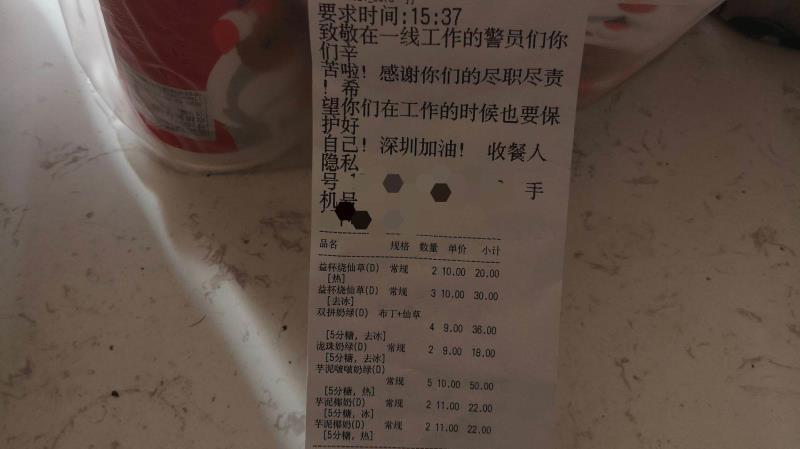 要求时间:15:37
致敬在一线工作的警员们你
们辛
苦啦！感谢你们的尽职尽责
！希
望你们在工作的时候也要保
护好
自己！深圳加油！ 收餐人
隐私
号
手
机号
品名 规格 数量 单价 小计
益杯烧仙草(D) 常规 2 10.00 20.00
[热]
益杯烧仙草(D) 常规 3 10.00 30.00
[去冰]
双拼奶绿(D) 布丁+仙草
4 9.00 36.00
[5分糖, 去冰]
泷珠奶绿(D) 常规 2 9.00 18.00
[5分糖, 去冰]
芋泥啵啵奶绿(D)
常规 5 10.00 50.00
[5分糖, 热]
芋泥椰奶(D) 常规 2 11.00 22.00
[5分糖, 冰]
芋泥椰奶(D) 常规 2 11.00 22.00
[5分糖, 热]